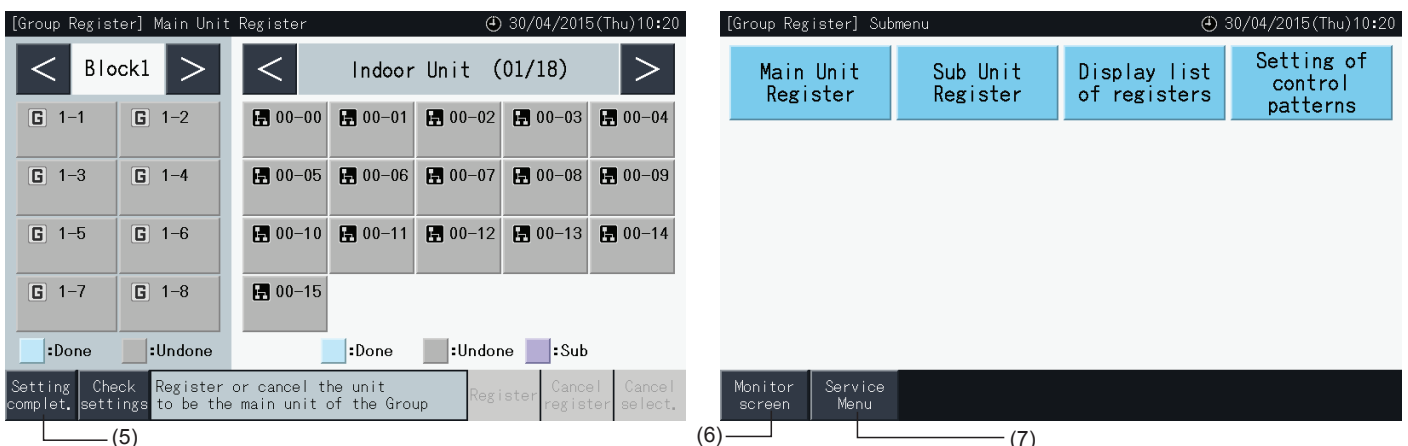 [Group Register] Main Unit Register 30/04/2015(Thu)10:20
< Block1 >
< Indoor Unit (01/18) >
G 1-1 G 1-2
00-00 00-01 00-02 00-03 00-04
G 1-3 G 1-4
00-05 00-06 00-07 00-08 00-09
G 1-5 G 1-6
00-10 00-11 00-12 00-13 00-14
G 1-7 G 1-8
00-15
:Done :Undone
:Done :Undone :Sub
Setting
complet.
Check
settings
Register or cancel the unit
to be the main unit of the Group
Register
Cancel
register
Cancel
select.
(5)
[Group Register] Submenu 30/04/2015(Thu)10:20
Main Unit
Register
Sub Unit
Register
Display list
of registers
Setting of
control
patterns
Monitor
screen
Service
Menu
(6)
(7)